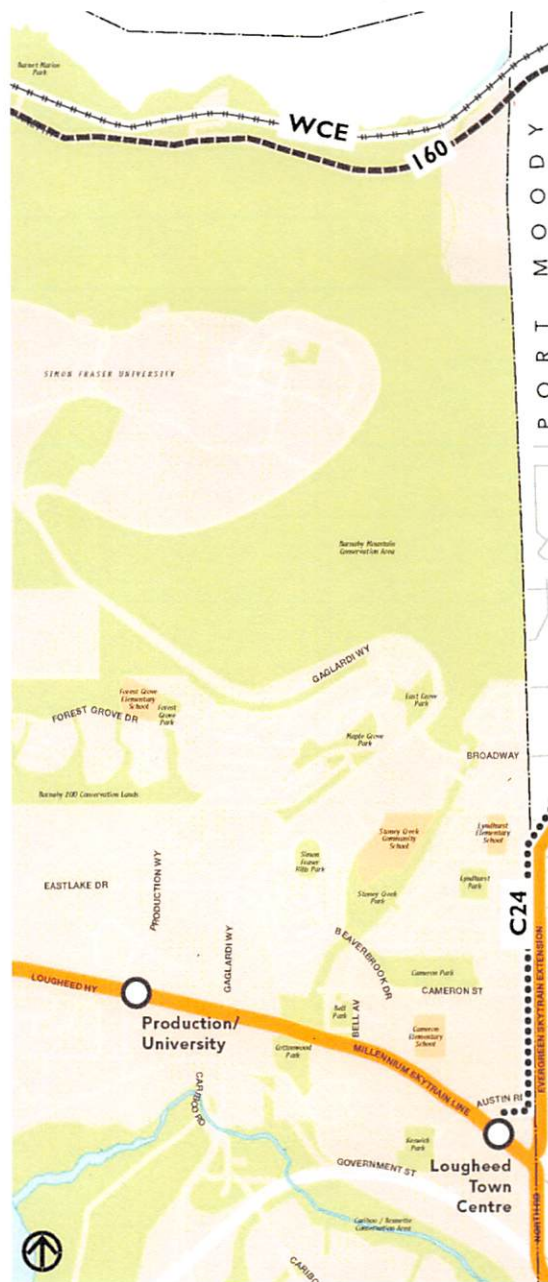 Burnet Marine
Park
WCE
160
PORT MOODY
SIMON FRASER UNIVERSITY
Burnaby Mountain
Conservation Area
GAGLARDI WY
Forest Grove
Elementary
School
Forest
Grove
Park
FOREST GROVE DR
East Grove
Park
Maple Grove
Park
BROADWAY
Burnaby 200 Conservation Lands
Stoney Creek
Community
School
Lyndhurst
Elementary
School
Simon
Fraser
Hills Park
EASTLAKE DR
PRODUCTION WY
Lyndhurst
Park
Stoney Creek
Park
C24
GAGLARDI WY
BEAVERBROOK DR
Cameron Park
CAMERON ST
LOUGHEED NY
EVERGREEN SKYTRAIN EXTENSION
Production/
University
Bell
Park
BELL AV
Cameron
Elementary
School
Cottonwood
Park
MILLENNIUM SKYTRAIN LINE
CARIBOO RD
AUSTIN RD
Keswick
Park
GOVERNMENT ST
Lougheed
Town
Centre
NORTH RD
Cariboo / Brunette
Conservation Area
CARIBO